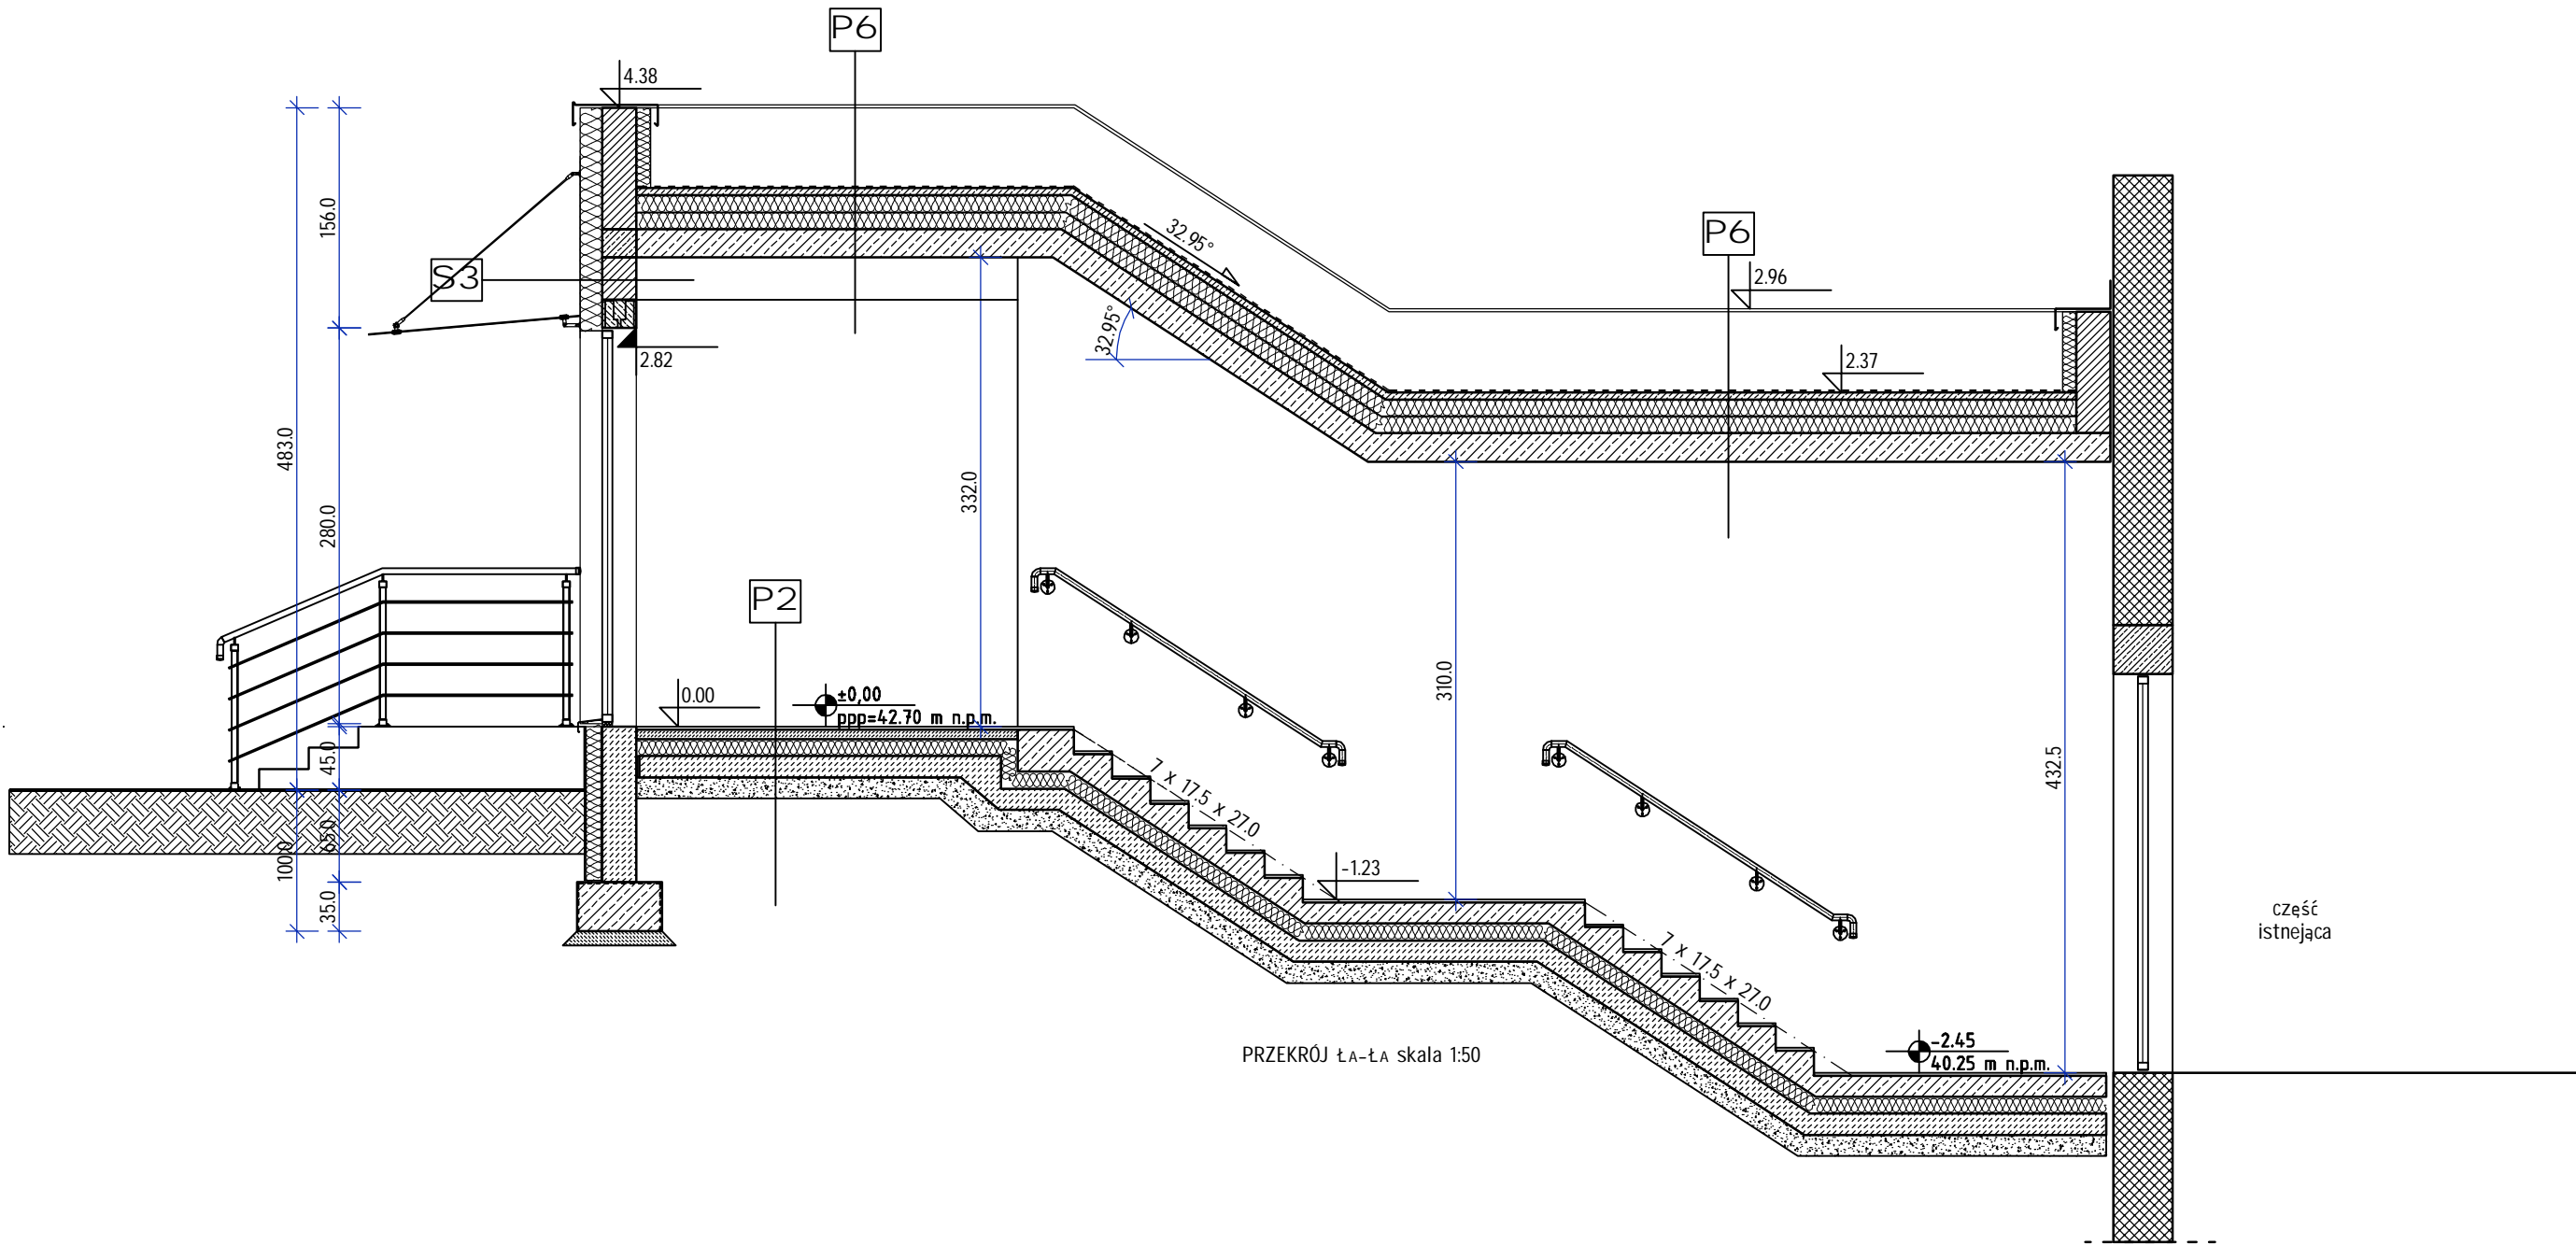 P6
4.38
156.0
S3
32.95°
P6
2.96
32.95°
2.82
2.37
483.0
332.0
280.0
P2
310.0
0.00
±0,00
ppp=42.70 m n.p.m.
45.0
7 x 17.5 x 27.0
432.5
65.0
100.0
-1.23
35.0
część
istnejąca
7 x 17.5 x 27.0
-2.45
40.25 m n.p.m.
PRZEKRÓJ ŁA-ŁA skala 1:50